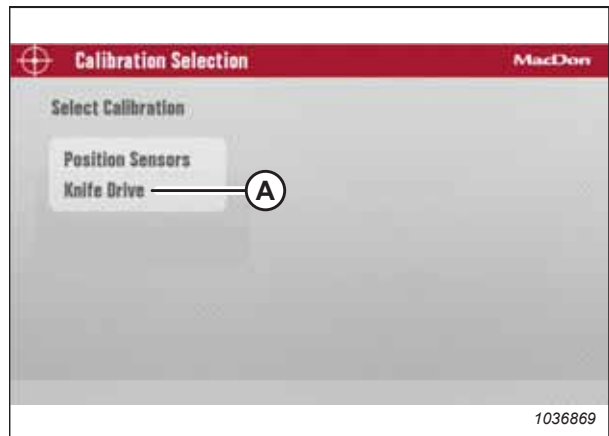 Calibration Selection MacDon
Select Calibration
Position Sensors
Knife Drive
A
1036869